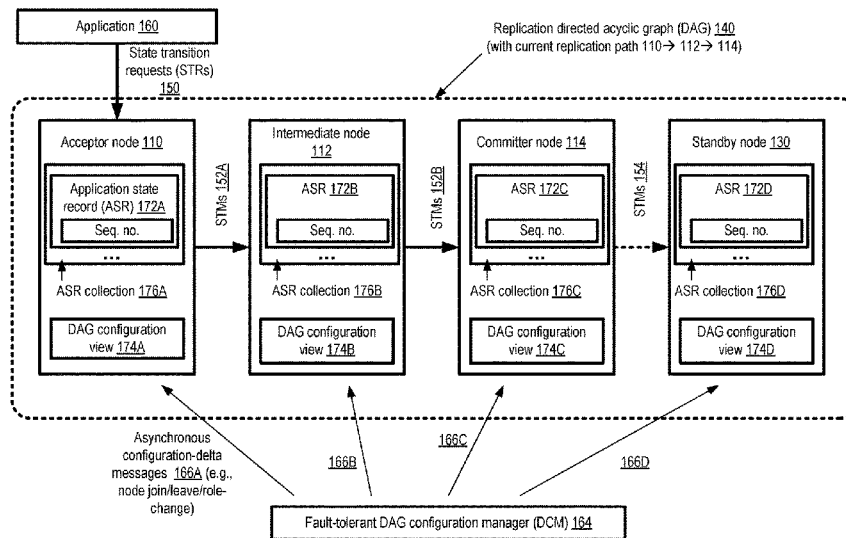 Application 160
State transition
requests (STRs)
150
Replication directed acyclic graph (DAG) 140
(with current replication path 110→ 112→ 114)
Acceptor node 110
Application state
record (ASR) 172A
Seq. no.
...
ASR collection 176A
DAG configuration
view 174A
STMs 152A
Intermediate node
112
ASR 172B
Seq. no.
...
ASR collection 176B
DAG configuration
view 174B
STMs 152B
Committer node 114
ASR 172C
Seq. no.
...
ASR collection 176C
DAG configuration
view 174C
STMs 154
Standby node 130
ASR 172D
Seq. no.
...
ASR collection 176D
DAG configuration
view 174D
Asynchronous
configuration-delta
messages 166A (e.g.,
node join/leave/role-
change)
166B
166C
166D
Fault-tolerant DAG configuration manager (DCM) 164